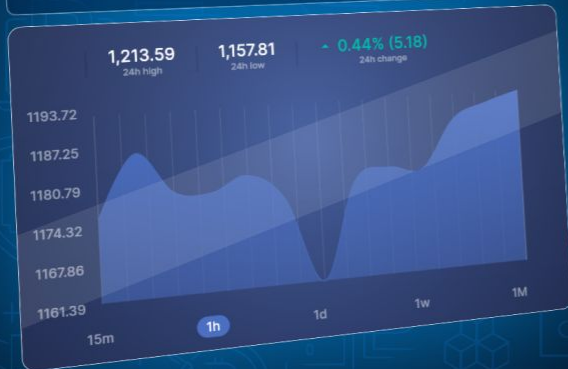 1,213.59 1,157.81 0.44% (5.18)
24h high 24h low 24h change
1193.72
1187.25
1180.79
1174.32
1167.86
1161.39
15m 1h 1d 1w 1M